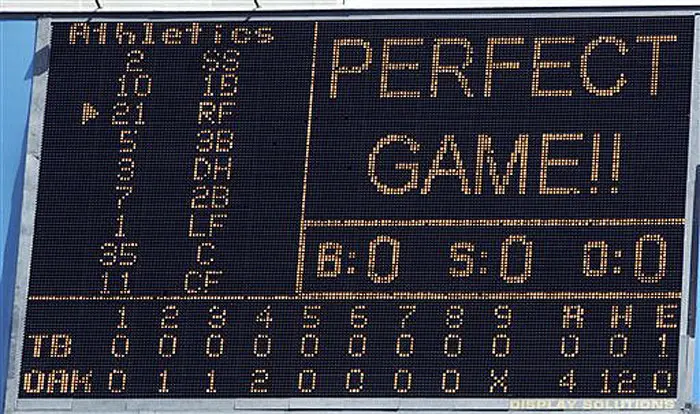 Athletics
2 SS
10 1B
21 RF
5 3B
3 DH
7 2B
1 LF
35 C
11 CF
PERFECT
GAME!!
B:0 S:0 O:0
1 2 3 4 5 6 7 8 9 R H E
TB 0 0 0 0 0 0 0 0 0 0 0 1
OAK 0 1 1 2 0 0 0 0 X 4 12 0
DISPLAY SOLUTIONS